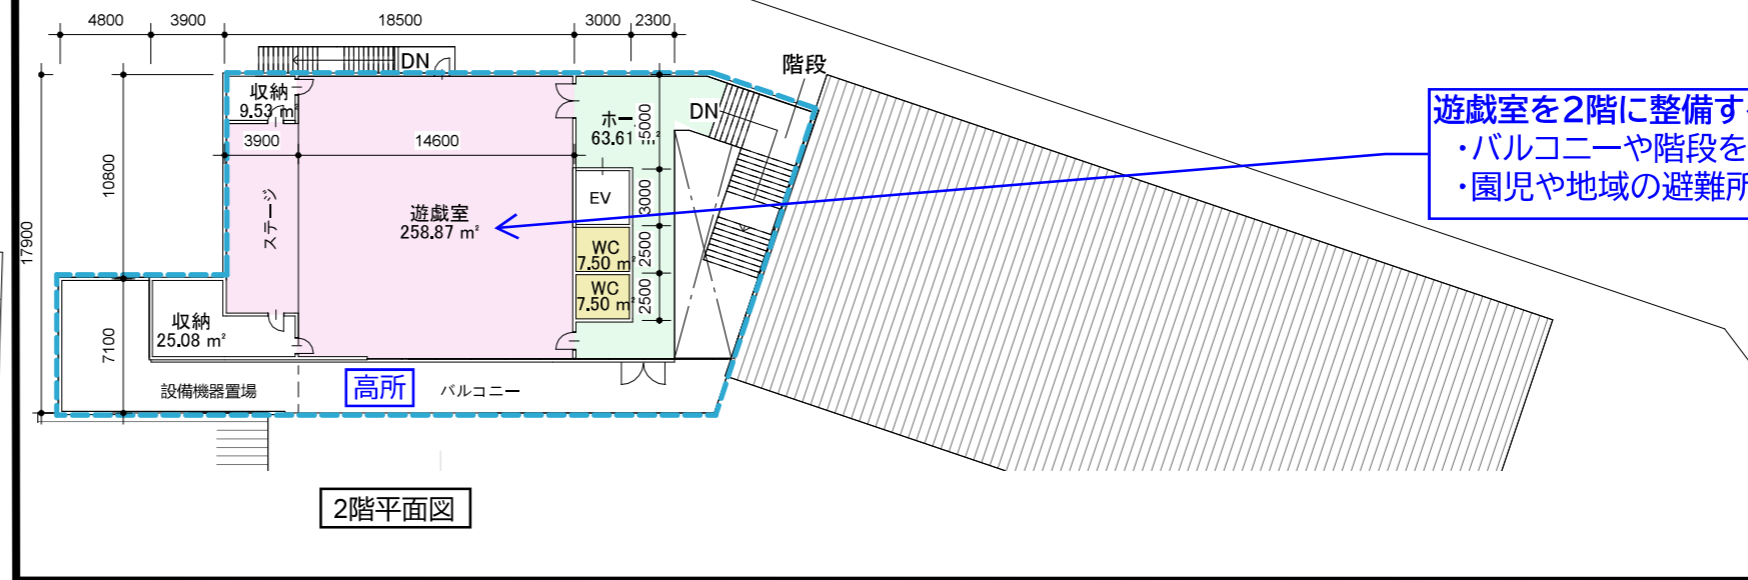 4800
3900
18500
3000
2300
DN
階段
収納
9.53 ㎡
ホー
63.61 ㎡
5000
DN
遊戯室を2階に整備す
・バルコニーや階段を
・園児や地域の避難所
3900
14600
10800
EV
3000
ステージ
遊戯室
258.87 ㎡
17900
WC
7.50 ㎡
2500
WC
7.50 ㎡
2500
収納
25.08 ㎡
7100
設備機器置場
高所
バルコニー
2階平面図